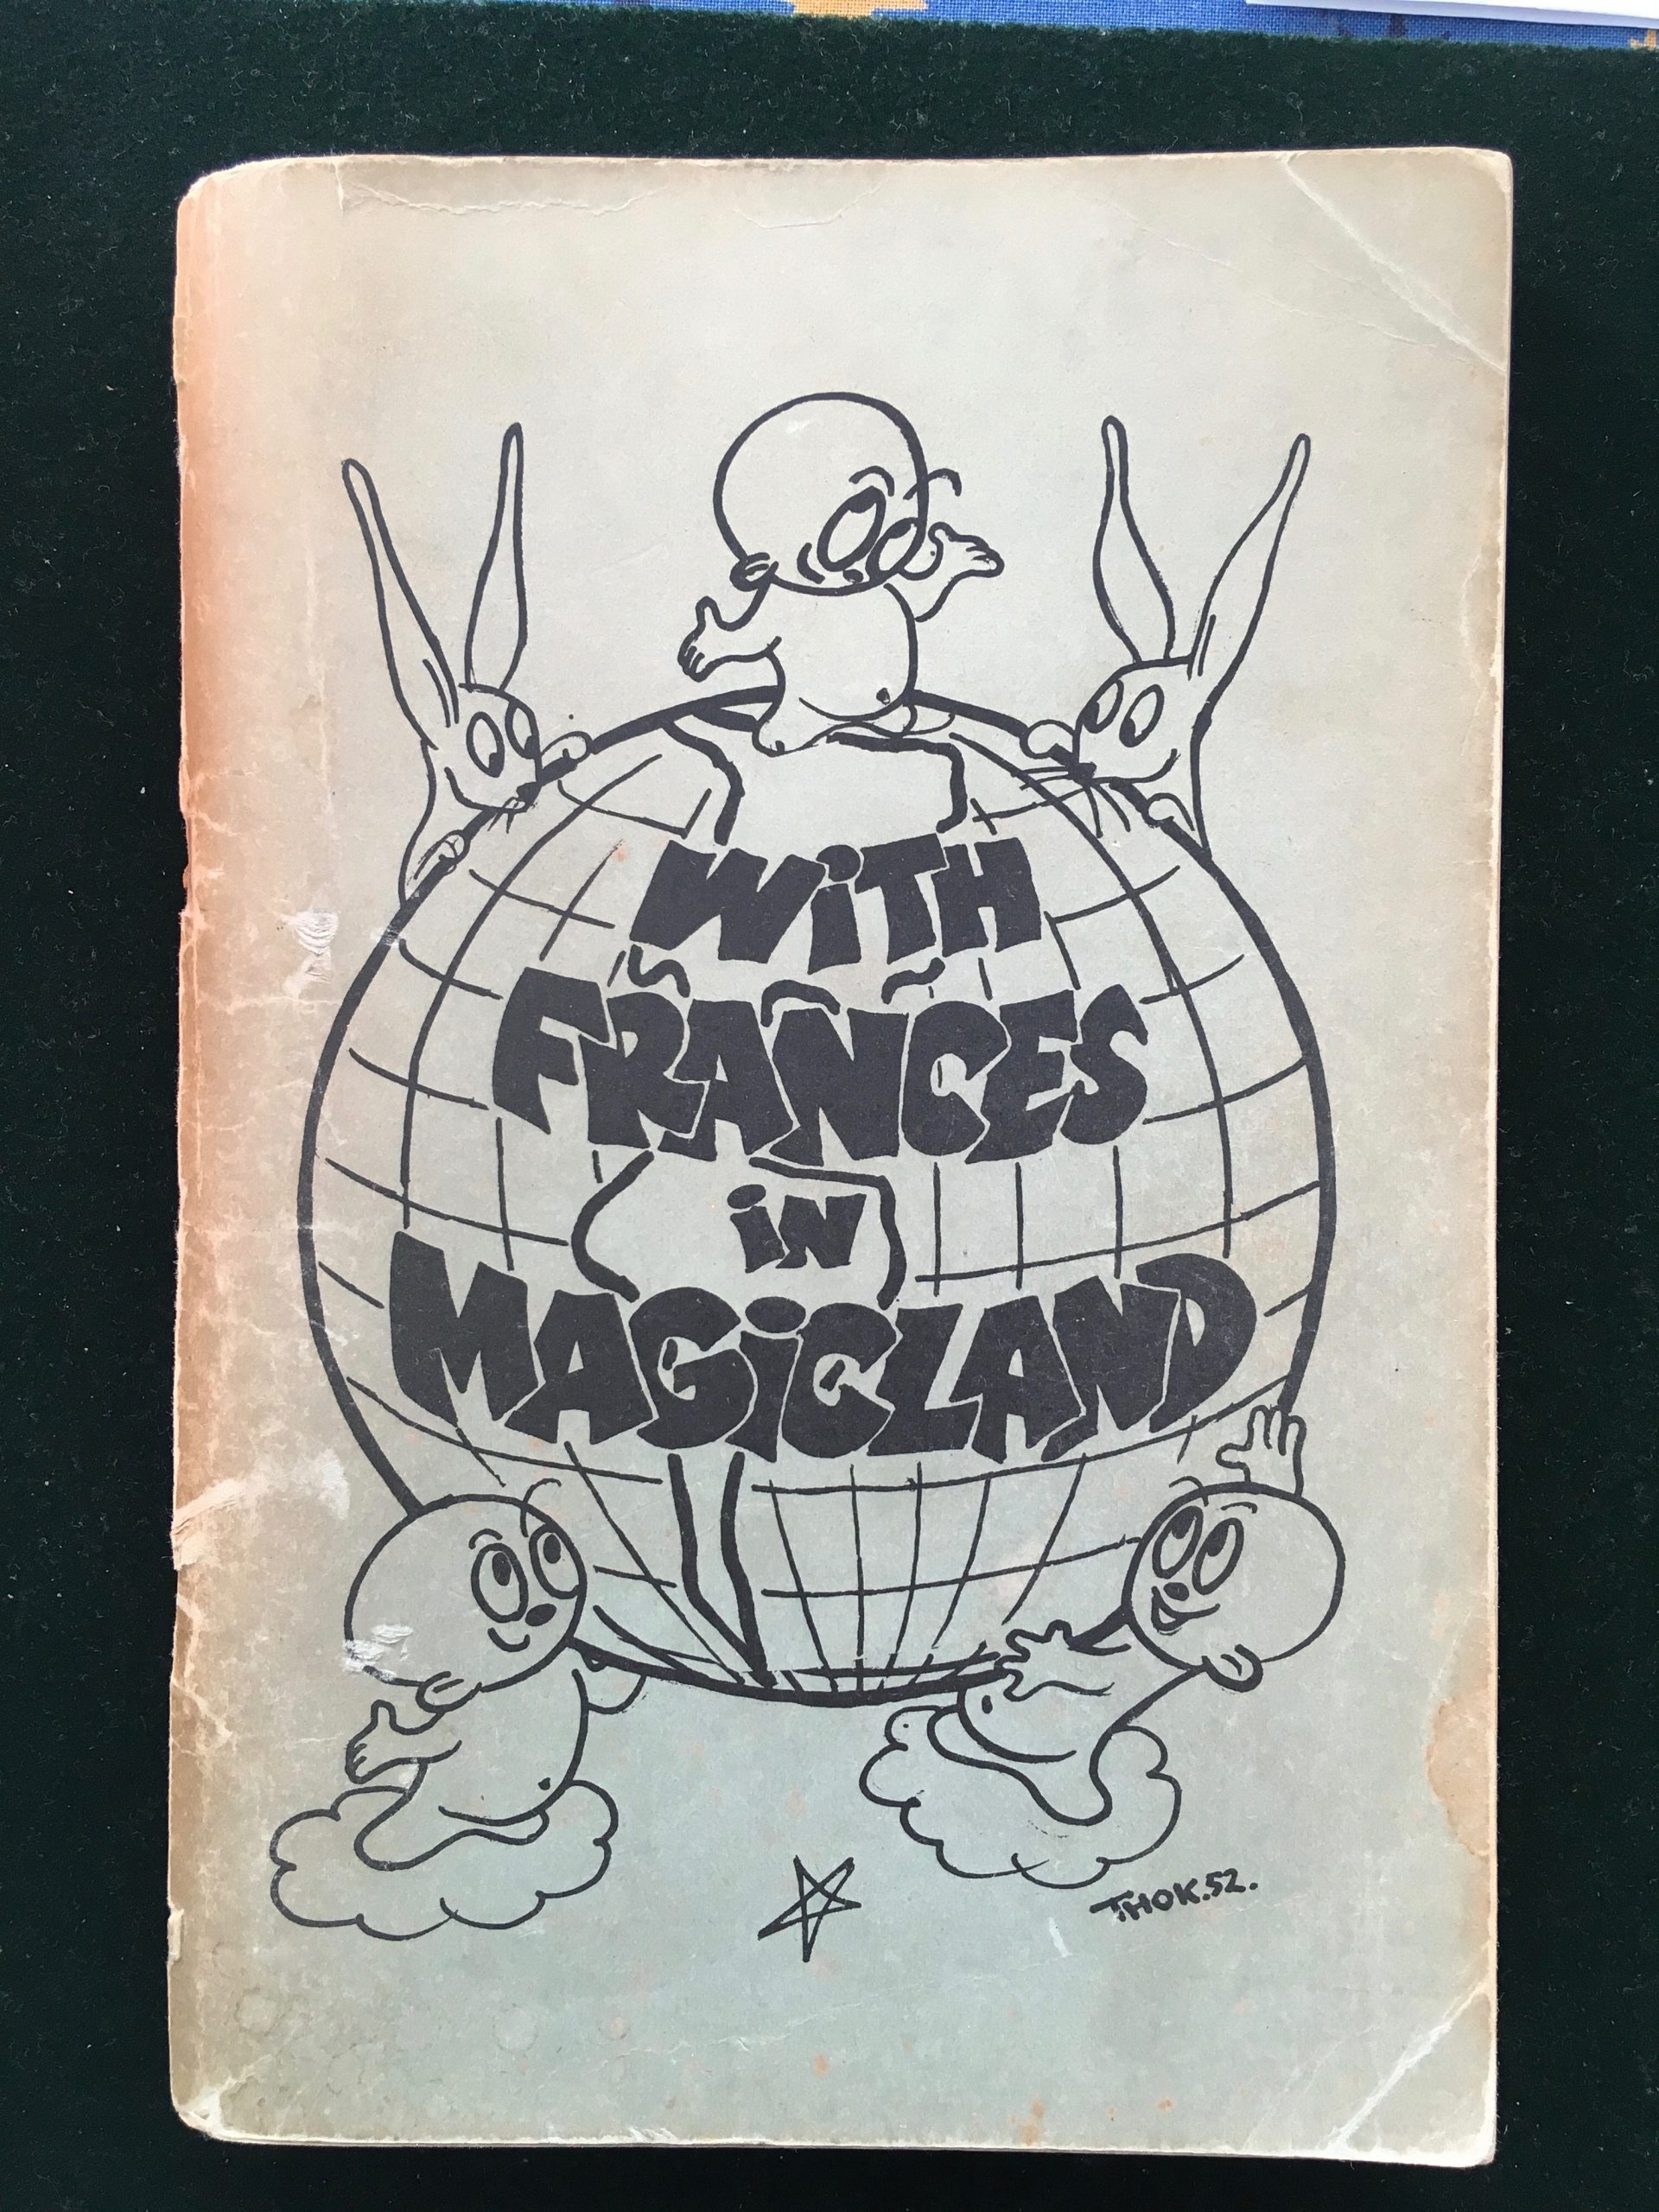 WiTH
FRANCES
iN
MAGiCLAND
THOK.52.